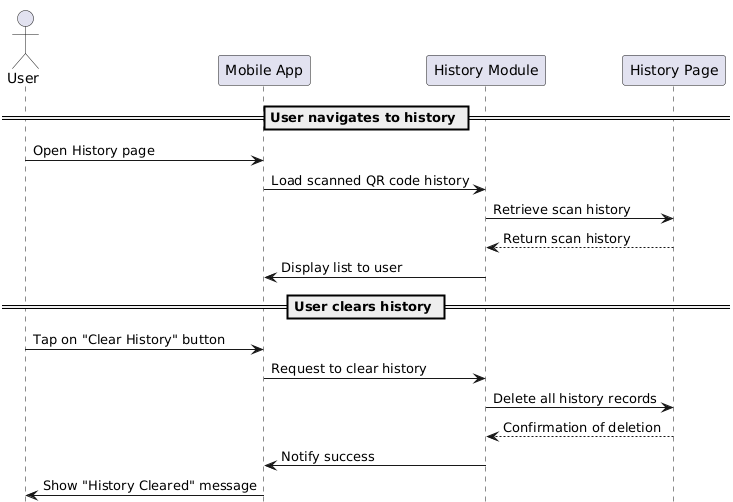 User
Mobile App
History Module
History Page
User navigates to history
Open History page
Load scanned QR code history
Retrieve scan history
Return scan history
Display list to user
User clears history
Tap on "Clear History" button
Request to clear history
Delete all history records
Confirmation of deletion
Notify success
Show "History Cleared" message